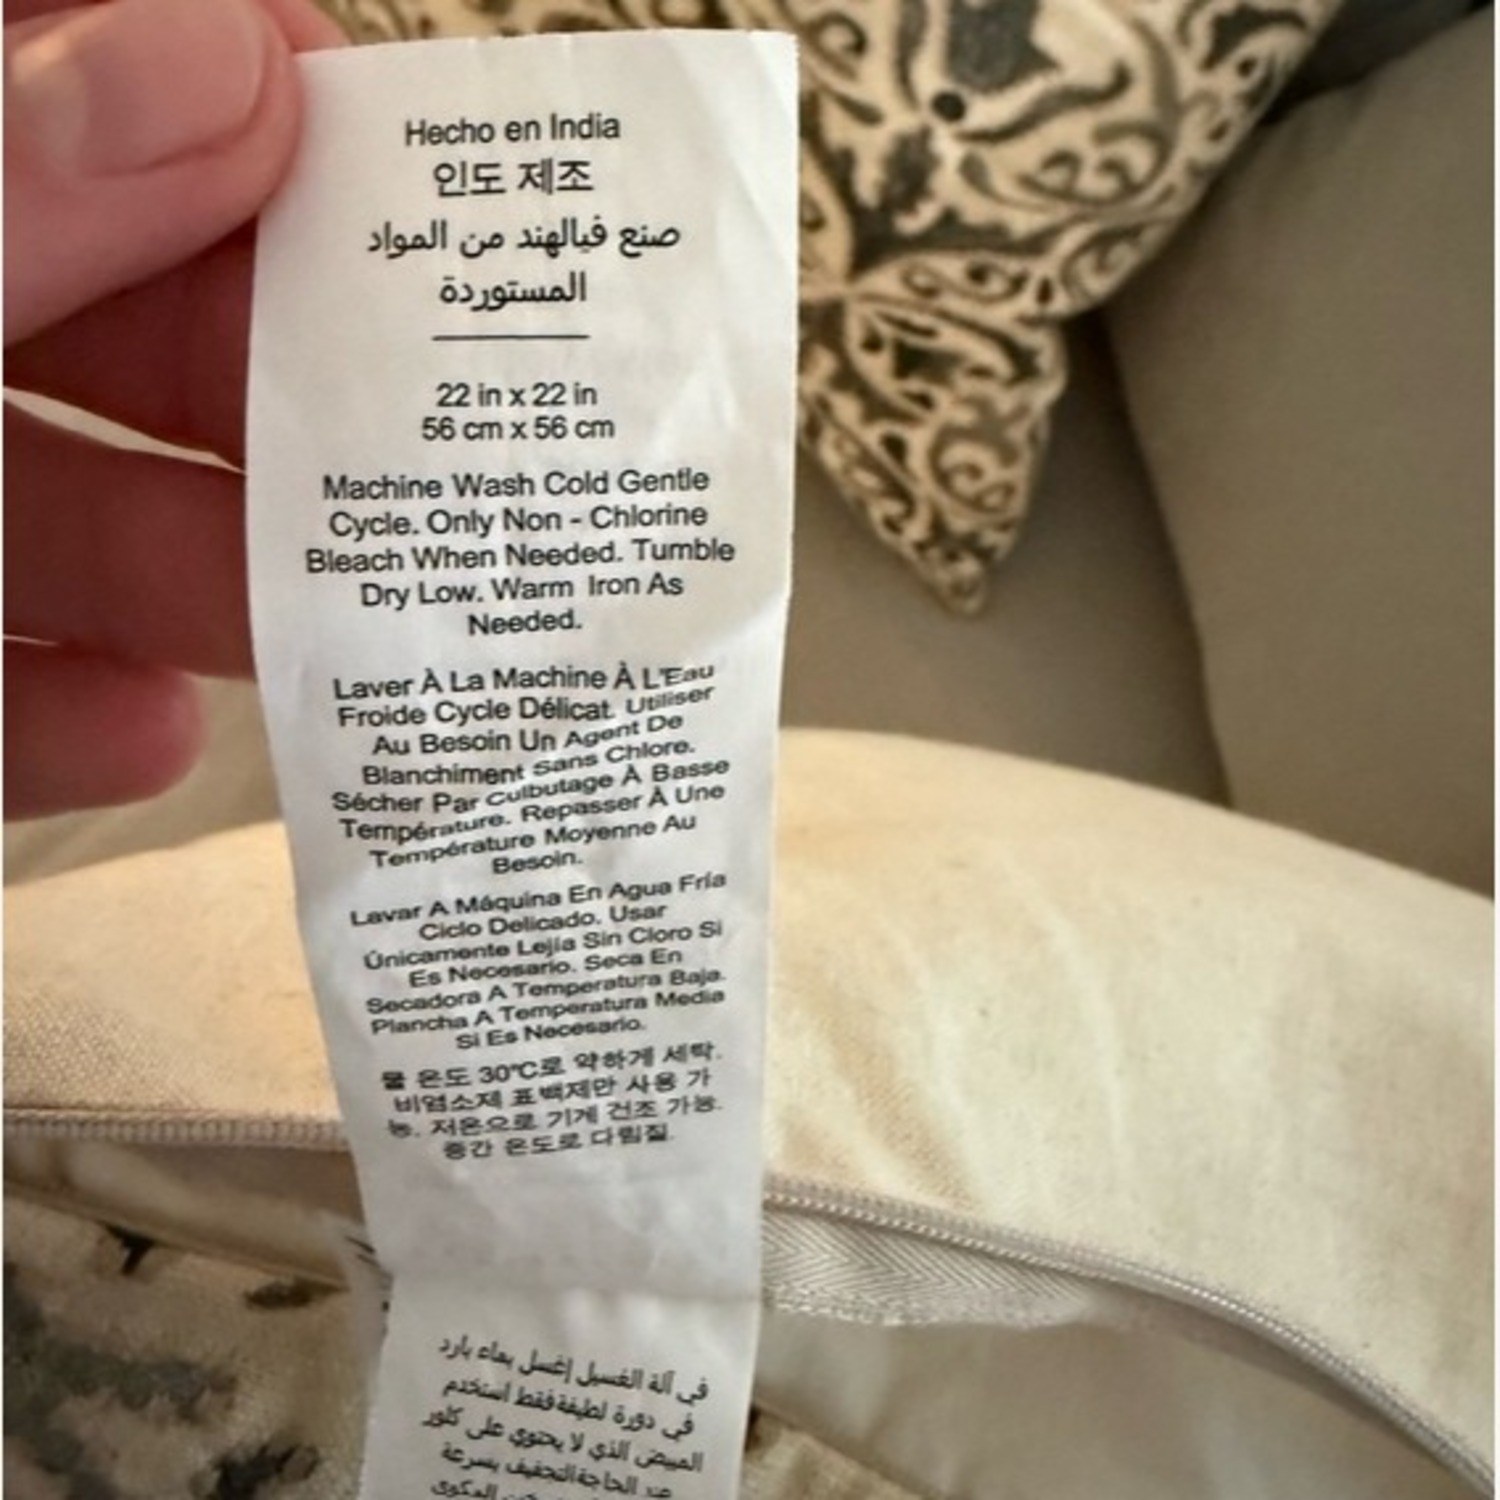 Hecho en India
인도 제조
صنع فيالهند من المواد
المستوردة
22 in x 22 in
56 cm x 56 cm
Machine Wash Cold Gentle
Cycle. Only Non - Chlorine
Bleach When Needed. Tumble
Dry Low. Warm Iron As
Needed.
Laver À La Machine À L'Eau
Froide Cycle Délicat. Utiliser
Au Besoin Un Agent De
Blanchiment Sans Chlore.
Sécher Par Culbutage À Basse
Température. Repasser À Une
Température Moyenne Au
Besoin.
Lavar A Máquina En Agua Fría
Ciclo Delicado. Usar
Únicamente Lejía Sin Cloro Si
Es Necesario. Seca En
Secadora A Temperatura Baja.
Plancha A Temperatura Media
Si Es Necesario.
물 온도 30℃로 약하게 세탁.
비염소제 표백제만 사용 가
능. 저온으로 기계 건조 가능.
중간 온도로 다림질.
في آلة الغسيل إغسل بماء بارد
في دورة لطيفة فقط استخدم
المبيض الذي لا يحتوي على كلور
عند الحاجة التجفيف بسرعة
المكوى